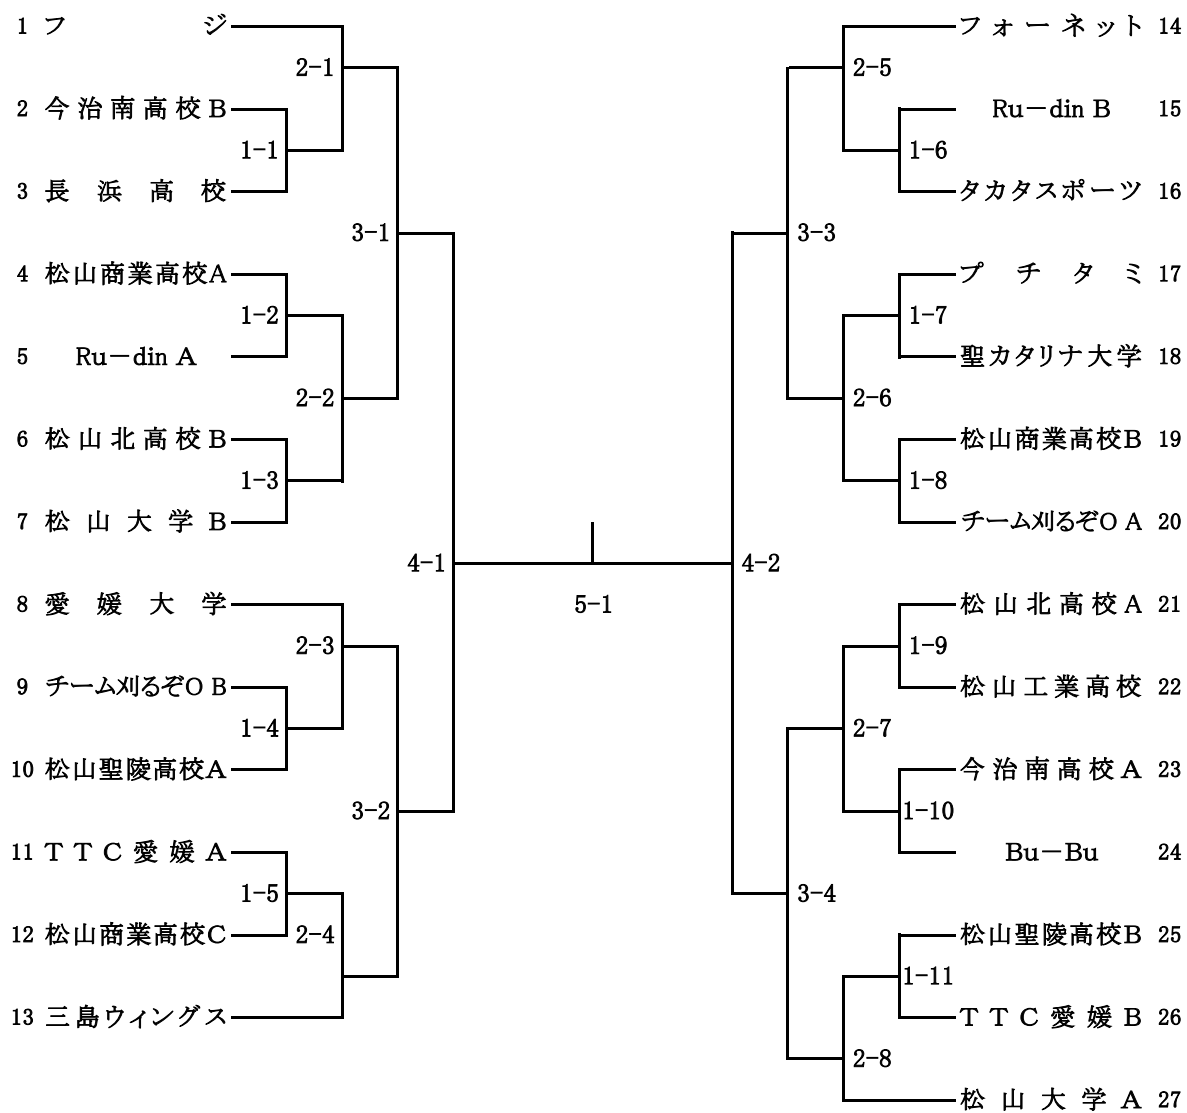 1 フジ
2-1
2 今治南高校B
1-1
3 長浜高校
3-1
4 松山商業高校A
1-2
5 Ru－din A
2-2
6 松山北高校B
1-3
7 松山大学B
4-1
8 愛媛大学
2-3
9 チーム刈るぞO B
1-4
10 松山聖陵高校A
3-2
11 TTC愛媛A
1-5
12 松山商業高校C
2-4
13 三島ウィングス
5-1
フォーネット 14
2-5
Ru－din B 15
1-6
タカタスポーツ 16
3-3
プチタミ 17
1-7
聖カタリナ大学 18
2-6
松山商業高校B 19
1-8
チーム刈るぞO A 20
4-2
松山北高校A 21
1-9
松山工業高校 22
2-7
今治南高校A 23
1-10
Bu－Bu 24
3-4
松山聖陵高校B 25
1-11
TTC愛媛B 26
2-8
松山大学A 27